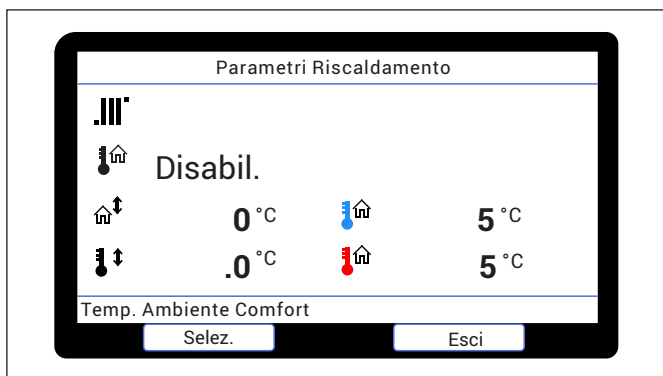 Parametri Riscaldamento
Disabil.
0 °C 5 °C
.0 °C 5 °C
Temp. Ambiente Comfort
Selez. Esci